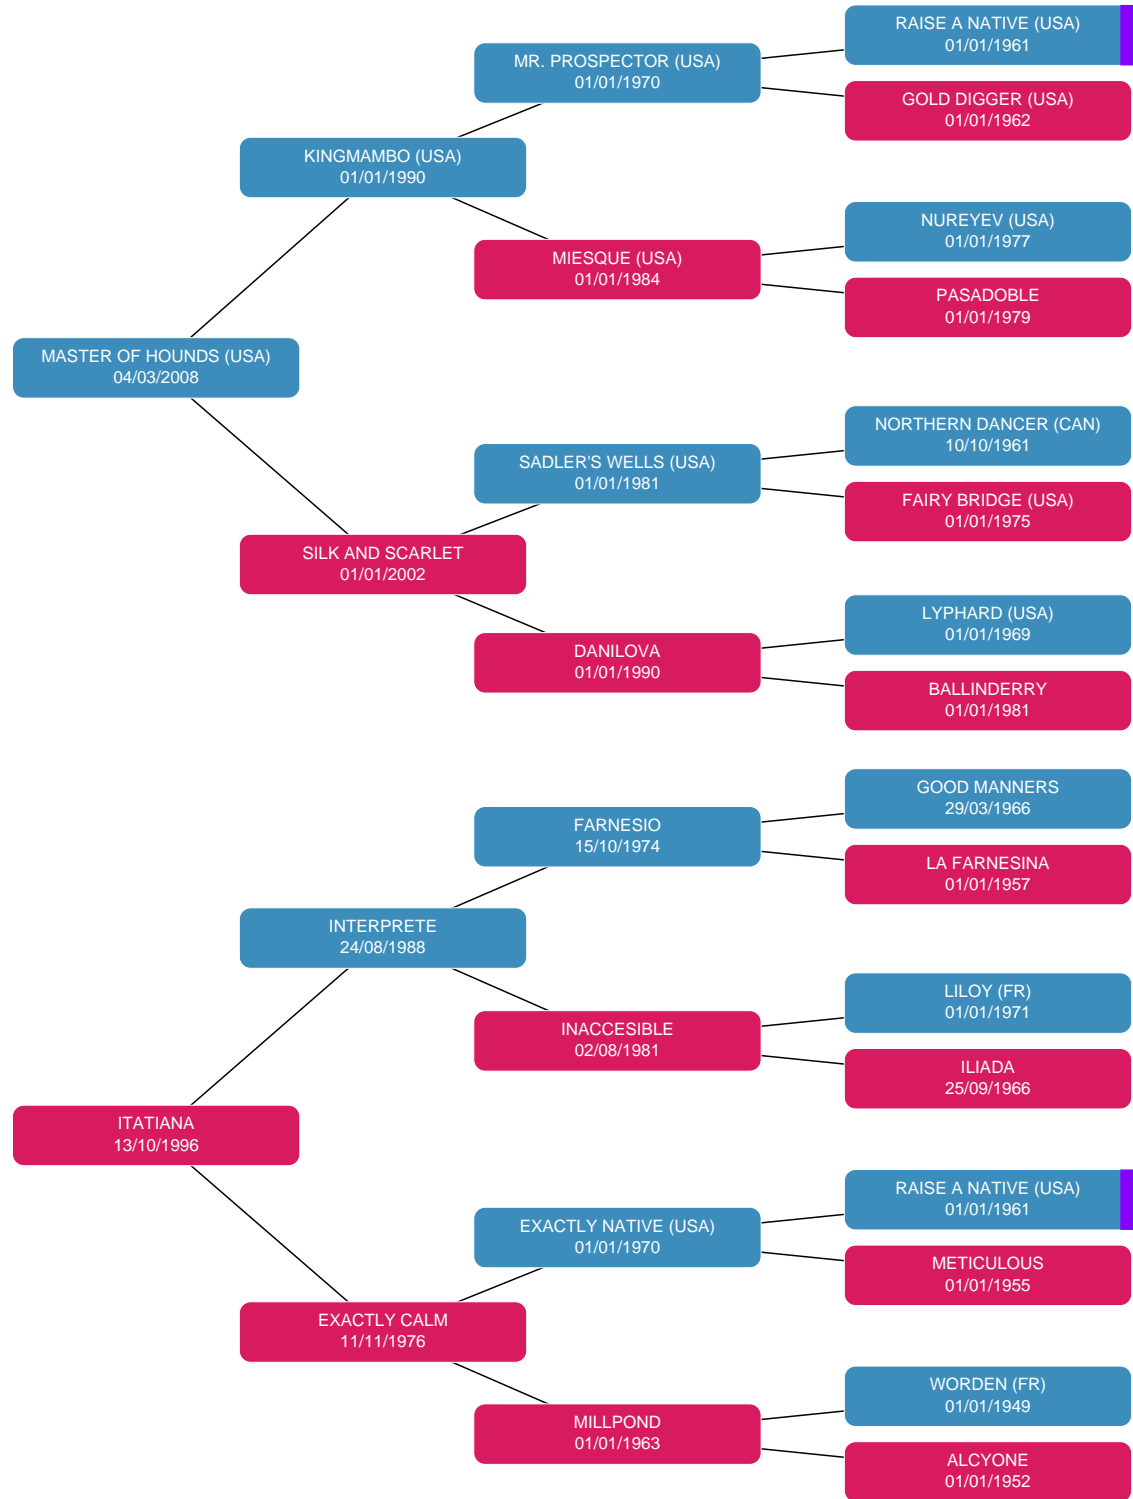 RAISE A NATIVE (USA)
01/01/1961
MR. PROSPECTOR (USA)
01/01/1970
GOLD DIGGER (USA)
01/01/1962
KINGMAMBO (USA)
01/01/1990
NUREYEV (USA)
01/01/1977
MIESQUE (USA)
01/01/1984
PASADOBLE
01/01/1979
MASTER OF HOUNDS (USA)
04/03/2008
NORTHERN DANCER (CAN)
10/10/1961
SADLER'S WELLS (USA)
01/01/1981
FAIRY BRIDGE (USA)
01/01/1975
SILK AND SCARLET
01/01/2002
LYPHARD (USA)
01/01/1969
DANILOVA
01/01/1990
BALLINDERRY
01/01/1981
GOOD MANNERS
29/03/1966
FARNESIO
15/10/1974
LA FARNESINA
01/01/1957
INTERPRETE
24/08/1988
LILOY (FR)
01/01/1971
INACCESIBLE
02/08/1981
ILIADA
25/09/1966
ITATIANA
13/10/1996
RAISE A NATIVE (USA)
01/01/1961
EXACTLY NATIVE (USA)
01/01/1970
METICULOUS
01/01/1955
EXACTLY CALM
11/11/1976
WORDEN (FR)
01/01/1949
MILLPOND
01/01/1963
ALCYONE
01/01/1952